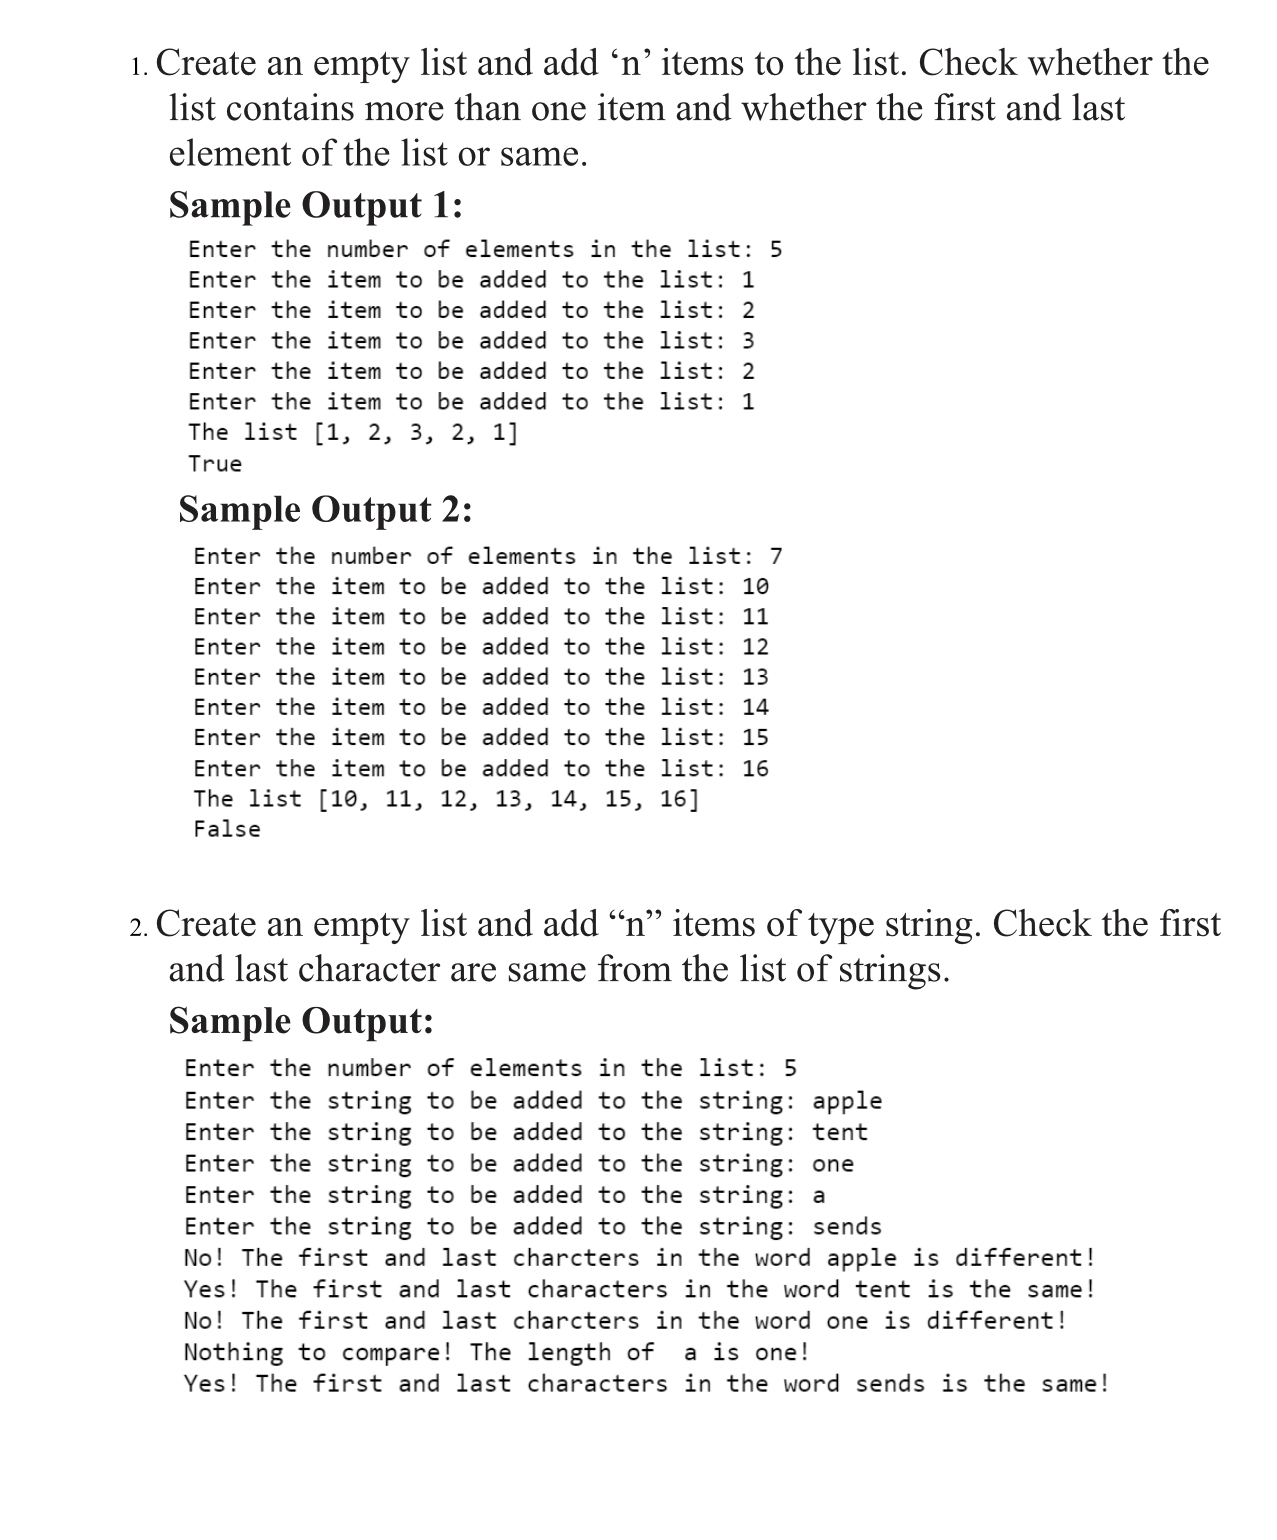 1. Create an empty list and add ‘n’ items to the list. Check whether the
list contains more than one item and whether the first and last
element of the list or same.
Sample Output 1:
Enter the number of elements in the list: 5
Enter the item to be added to the list: 1
Enter the item to be added to the list: 2
Enter the item to be added to the list: 3
Enter the item to be added to the list: 2
Enter the item to be added to the list: 1
The list [1, 2, 3, 2, 1]
True
Sample Output 2:
Enter the number of elements in the list: 7
Enter the item to be added to the list: 10
Enter the item to be added to the list: 11
Enter the item to be added to the list: 12
Enter the item to be added to the list: 13
Enter the item to be added to the list: 14
Enter the item to be added to the list: 15
Enter the item to be added to the list: 16
The list [10, 11, 12, 13, 14, 15, 16]
False
2. Create an empty list and add “n” items of type string. Check the first
and last character are same from the list of strings.
Sample Output:
Enter the number of elements in the list: 5
Enter the string to be added to the string: apple
Enter the string to be added to the string: tent
Enter the string to be added to the string: one
Enter the string to be added to the string: a
Enter the string to be added to the string: sends
No! The first and last charcters in the word apple is different!
Yes! The first and last characters in the word tent is the same!
No! The first and last charcters in the word one is different!
Nothing to compare! The length of  a is one!
Yes! The first and last characters in the word sends is the same!